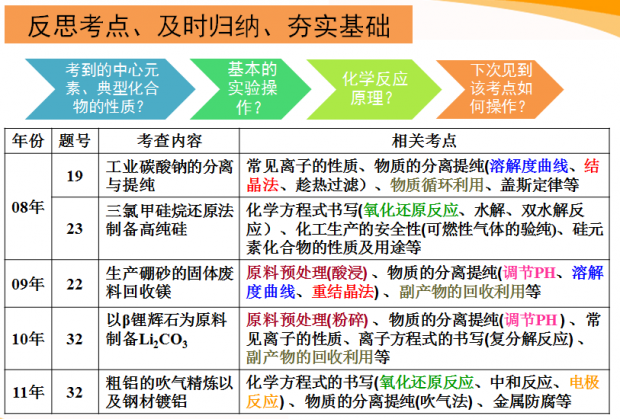 反思考点、及时归纳、夯实基础
考到的中心元
素、典型化合
物的性质？
基本的
实验操
作？
化学反应
原理？
下次见到
该考点如
何操作？
年份 题号 考查内容 相关考点
08年
19
工业碳酸钠的分离
与提纯
常见离子的性质、物质的分离提纯(溶解度曲线、结
晶法、趁热过滤）、物质循环利用、盖斯定律等
23
三氯甲硅烷还原法
制备高纯硅
化学方程式书写(氧化还原反应、水解、双水解反
应）、化工生产的安全性(可燃性气体的验纯)、硅元
素化合物的性质及用途等
09年 22
生产硼砂的固体废
料回收镁
原料预处理(酸浸) 、物质的分离提纯(调节PH、溶解
度曲线、重结晶法) 、副产物的回收利用等
10年 32
以β锂辉石为原料
制备Li₂CO₃
原料预处理(粉碎) 、物质的分离提纯(调节PH ) 、常
见离子的性质、离子方程式的书写(复分解反应) 、
副产物的回收利用等
11年 32
粗铝的吹气精炼以
及钢材镀铝
化学方程式的书写(氧化还原反应、中和反应、电极
反应) 、物质的分离提纯(吹气法) 、金属防腐等